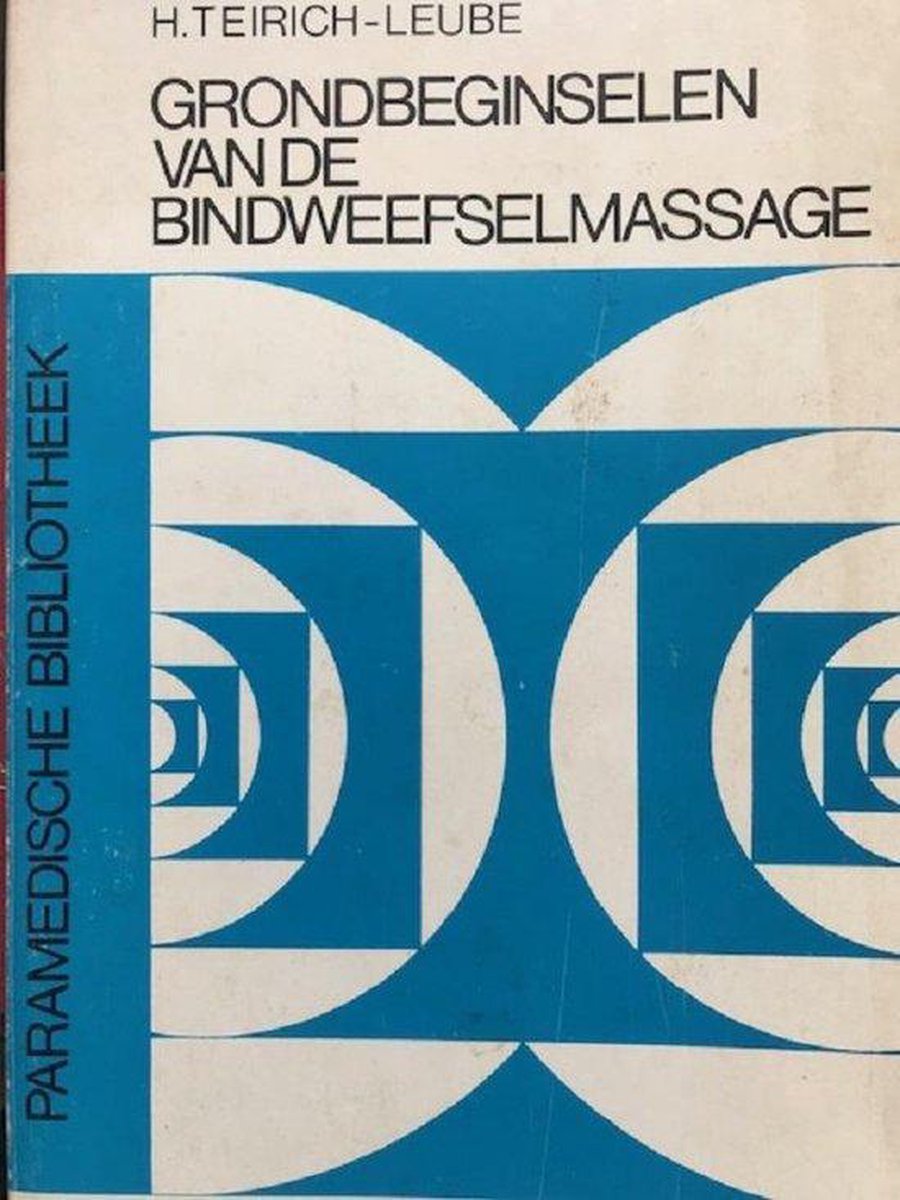 H. TEIRICH-LEUBE
GRONDBEGINSELEN
VAN DE
BINDWEEFSELMASSAGE
PARAMEDISCHE BIBLIOTHEEK